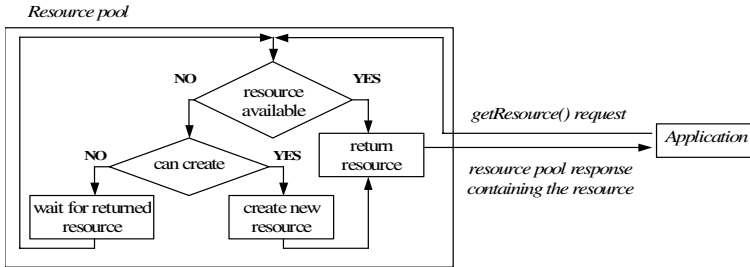 Resource pool
NO
YES
resource
available
getResource() request
Application
return
resource
NO
can create
YES
resource pool response
containing the resource
wait for returned
resource
create new
resource